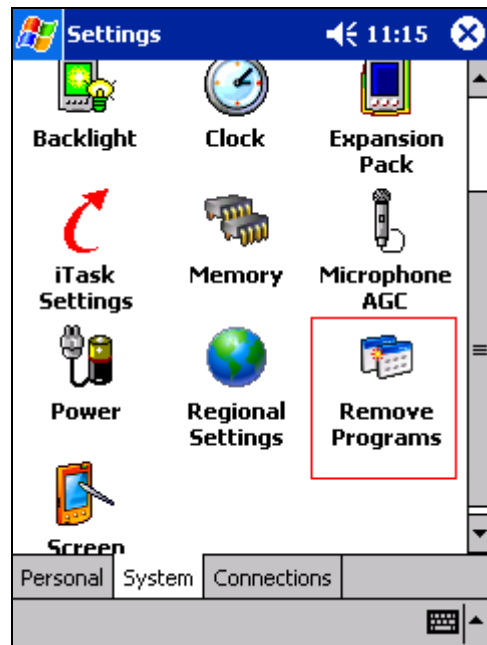 Settings 11:15
Backlight Clock Expansion
Pack
iTask Memory Microphone
Settings AGC
Power Regional Remove
Settings Programs
Screen
Personal System Connections